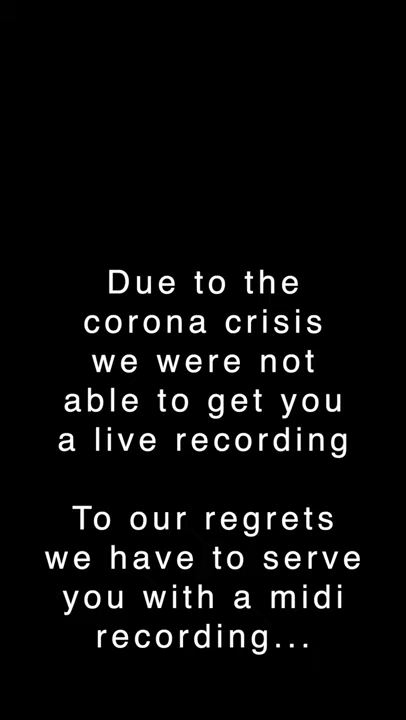 Due to the
corona crisis
we were not
able to get you
a live recording
To our regrets
we have to serve
you with a midi
recording...